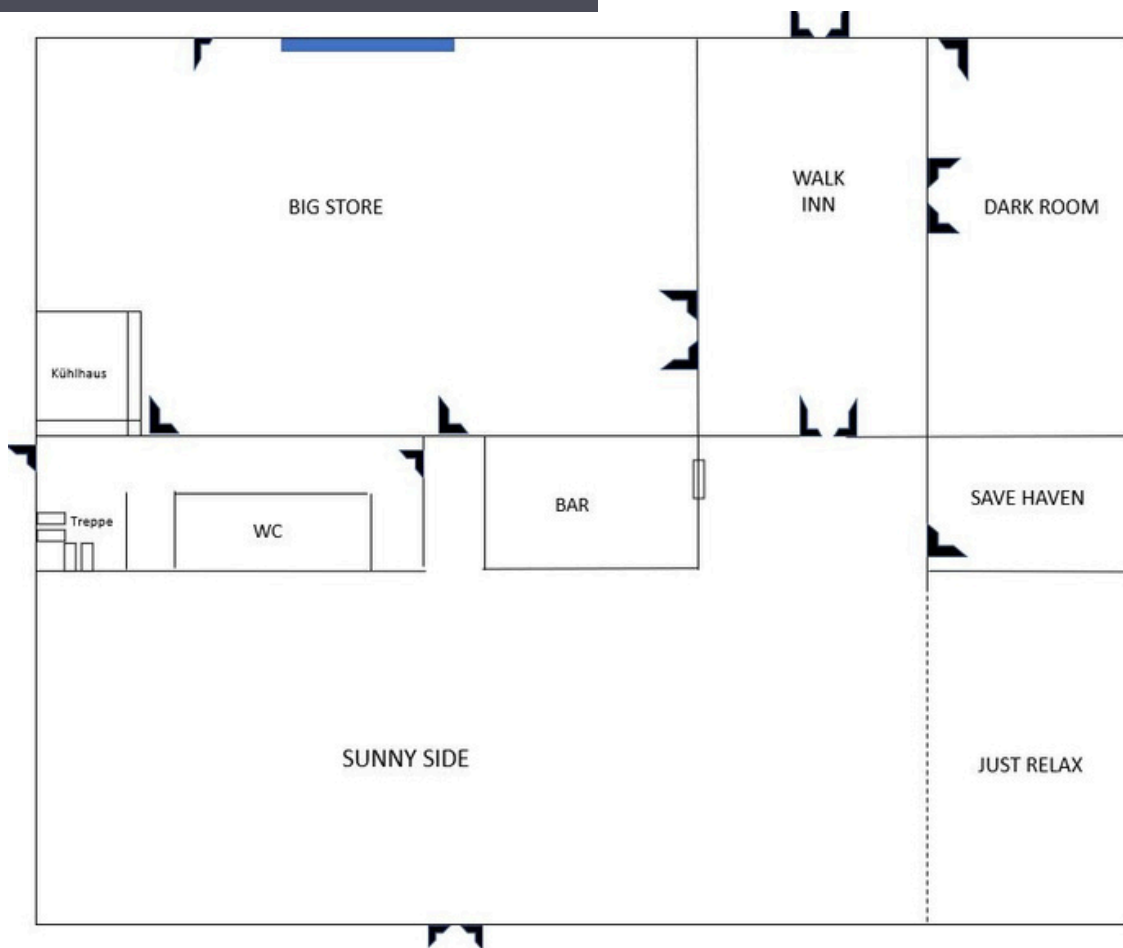 WALK
INN
BIG STORE
DARK ROOM
Kühlhaus
SAVE HAVEN
BAR
Treppe
WC
SUNNY SIDE
JUST RELAX